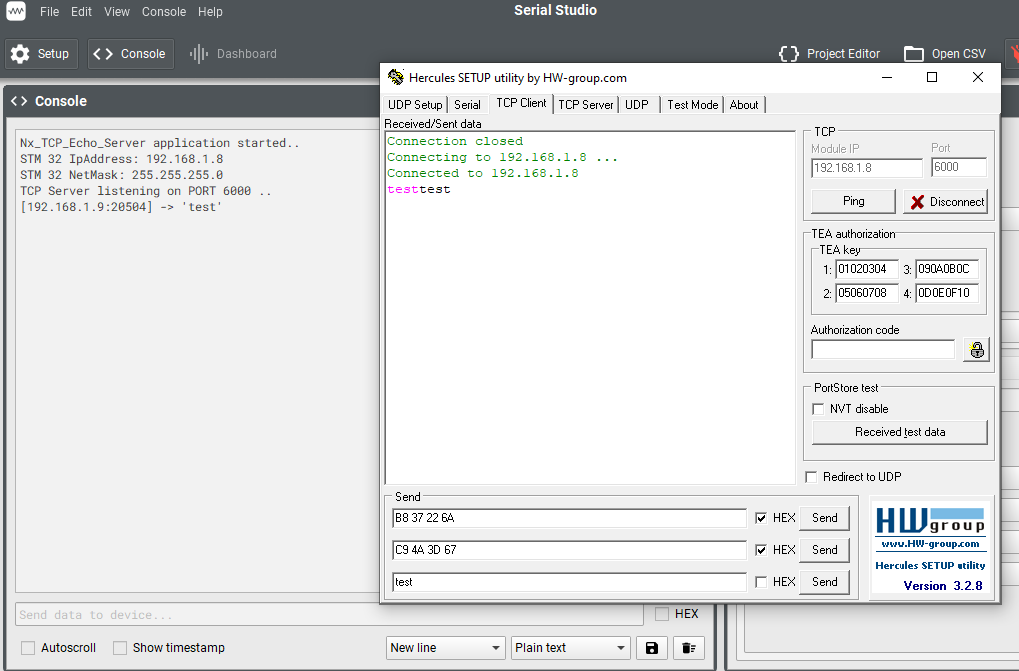 Serial Studio
File Edit View Console Help
Setup Console Dashboard Project Editor Open CSV
Console
Nx_TCP_Echo_Server application started..
STM 32 IpAddress: 192.168.1.8
STM 32 NetMask: 255.255.255.0
TCP Server listening on PORT 6000 ..
[192.168.1.9:20504] -> 'test'
Send data to device...
HEX
Autoscroll Show timestamp New line Plain text
Hercules SETUP utility by HW-group.com
UDP Setup Serial TCP Client TCP Server UDP Test Mode About
Received/Sent data
Connection closed
Connecting to 192.168.1.8 ...
Connected to 192.168.1.8
testtest
TCP
Module IP Port
192.168.1.8 6000
Ping Disconnect
TEA authorization
TEA key
1: 01020304 3: 090A0B0C
2: 05060708 4: 0D0E0F10
Authorization code
PortStore test
NVT disable
Received test data
Redirect to UDP
Send
B8 37 22 6A HEX Send
C9 4A 3D 67 HEX Send
test HEX Send
HWgroup
www.HW-group.com
Hercules SETUP utility
Version 3.2.8